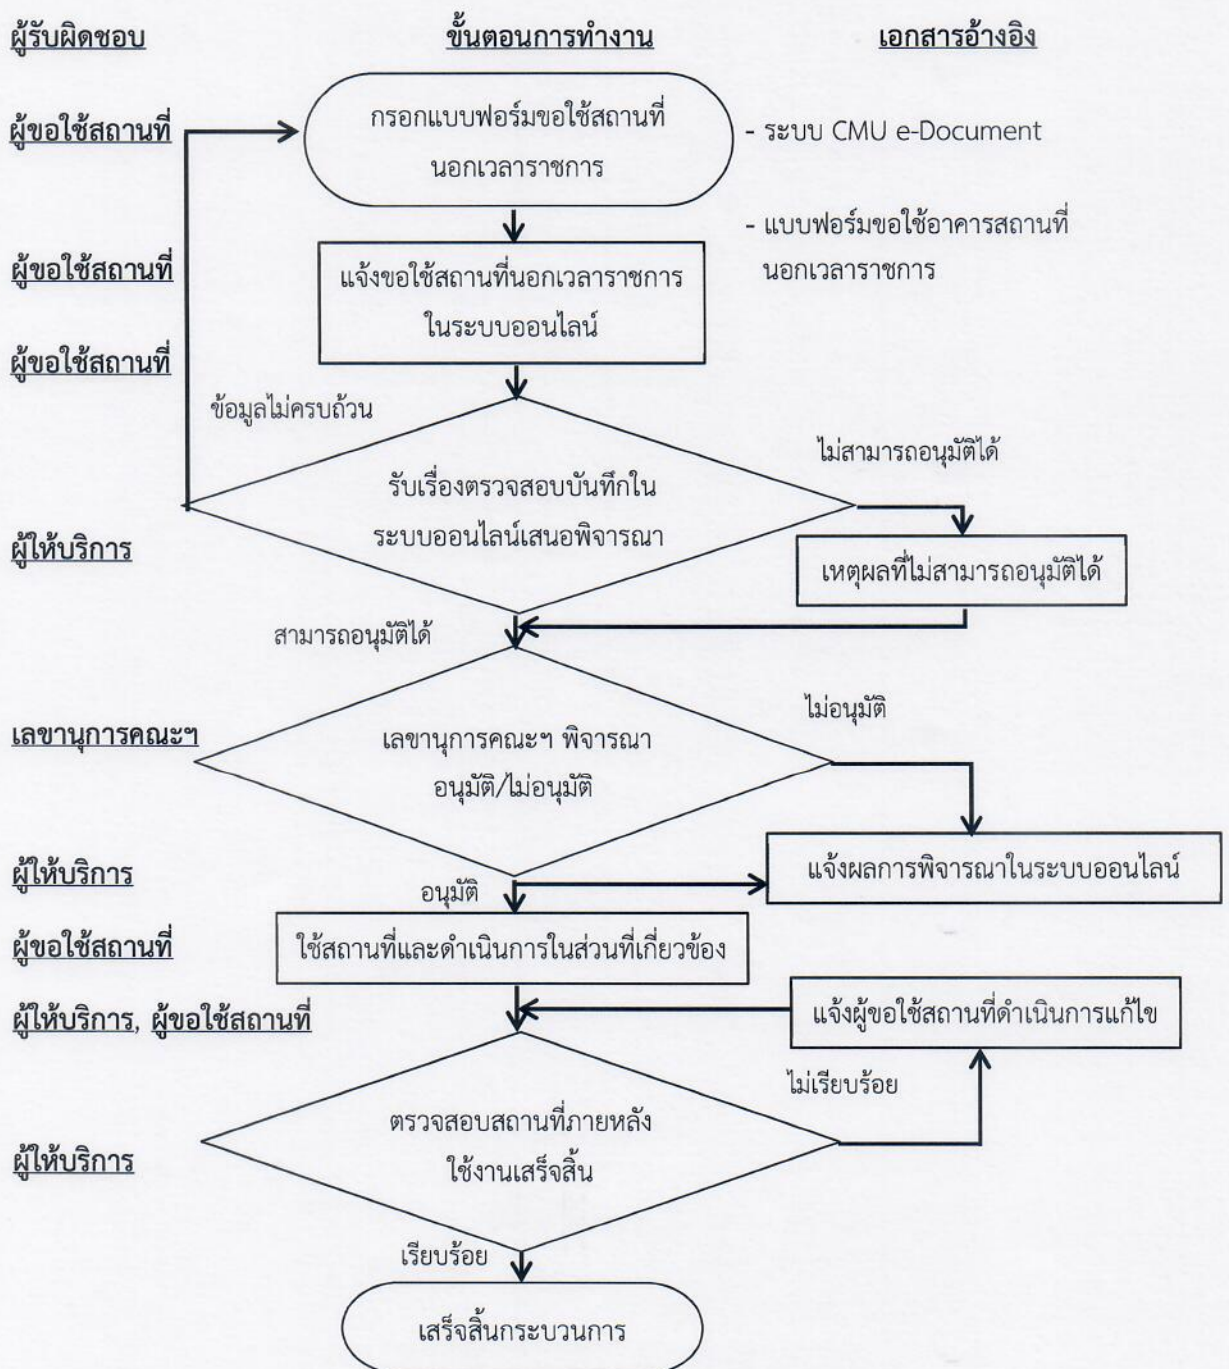 ผู้รับผิดชอบ
ขั้นตอนการทำงาน
เอกสารอ้างอิง
ผู้ขอใช้สถานที่
กรอกแบบฟอร์มขอใช้สถานที่
นอกเวลาราชการ
- ระบบ CMU e-Document
- แบบฟอร์มขอใช้อาคารสถานที่
นอกเวลาราชการ
ผู้ขอใช้สถานที่
แจ้งขอใช้สถานที่นอกเวลาราชการ
ในระบบออนไลน์
ผู้ขอใช้สถานที่
ข้อมูลไม่ครบถ้วน
ไม่สามารถอนุมัติได้
รับเรื่องตรวจสอบบันทึกใน
ระบบออนไลน์เสนอพิจารณา
ผู้ให้บริการ
เหตุผลที่ไม่สามารถอนุมัติได้
สามารถอนุมัติได้
ไม่อนุมัติ
เลขานุการคณะฯ
เลขานุการคณะฯ พิจารณา
อนุมัติ/ไม่อนุมัติ
ผู้ให้บริการ
แจ้งผลการพิจารณาในระบบออนไลน์
อนุมัติ
ผู้ขอใช้สถานที่
ใช้สถานที่และดำเนินการในส่วนที่เกี่ยวข้อง
ผู้ให้บริการ, ผู้ขอใช้สถานที่
แจ้งผู้ขอใช้สถานที่ดำเนินการแก้ไข
ไม่เรียบร้อย
ตรวจสอบสถานที่ภายหลัง
ใช้งานเสร็จสิ้น
ผู้ให้บริการ
เรียบร้อย
เสร็จสิ้นกระบวนการ